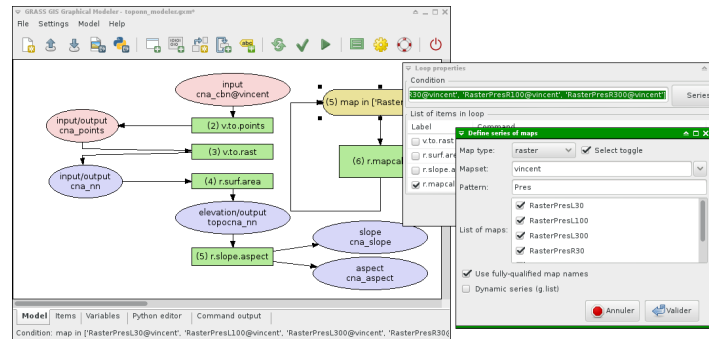 GRASS GIS Graphical Modeler - toponn_modeles.gxm*
File Settings Model Help
input
cna_cbn@vincent
(2) v.to.points
input/output
cna_points
(3) v.to.rast
input/output
cna_nn
(4) r.surf.area
elevation/output
topocna_nn
(5) r.slope.aspect
slope
cna_slope
aspect
cna_aspect
(5) map in ['Raster
(6) r.mapcal
Model Items Variables Python editor Command output
Condition: map in ['RasterPresL30@vincent', 'RasterPresL100@vincent', 'RasterPresL300@vincent', 'RasterPresR30@
Loop properties
Condition
R30@vincent', 'RasterPresR100@vincent', 'RasterPresR300@vincent']
Series
List of items in loop
Label Command
v.to.rast
r.surf.are
r.slope.a
r.mapcal
Define series of maps
Map type: raster Select toggle
Mapset: vincent
Pattern: Pres
List of maps:
RasterPresL30
RasterPresL100
RasterPresL300
RasterPresR30
Use fully-qualified map names
Dynamic series (g.list)
Annuler Valider